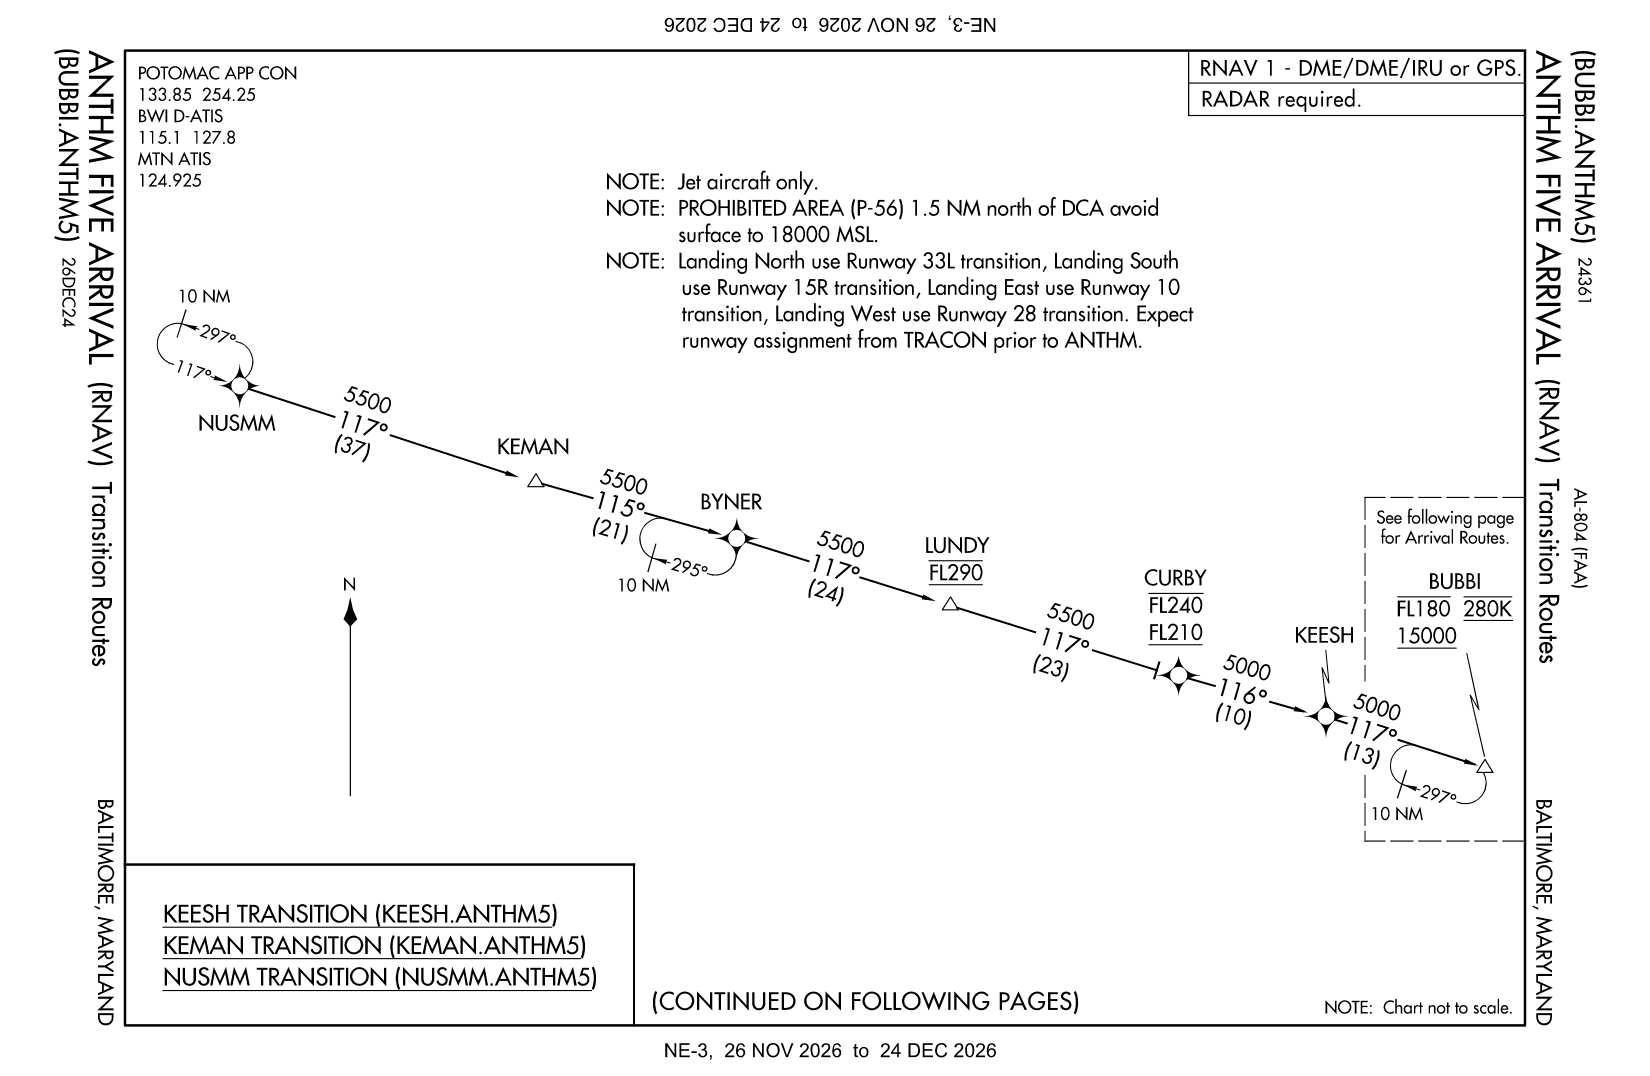 NE-3, 26 NOV 2026 to 24 DEC 2026
(BUBBI.ANTHM5) 26DEC24
ANTHM FIVE ARRIVAL (RNAV) Transition Routes
BALTIMORE, MARYLAND
POTOMAC APP CON
133.85 254.25
BWI D-ATIS
115.1 127.8
MTN ATIS
124.925
RNAV 1 - DME/DME/IRU or GPS.
RADAR required.
NOTE: Jet aircraft only.
NOTE: PROHIBITED AREA (P-56) 1.5 NM north of DCA avoid
surface to 18000 MSL.
NOTE: Landing North use Runway 33L transition, Landing South
use Runway 15R transition, Landing East use Runway 10
transition, Landing West use Runway 28 transition. Expect
runway assignment from TRACON prior to ANTHM.
10 NM
297°
117°
NUSMM
5500
117°
(37)
KEMAN
5500
115°
(21)
BYNER
295°
10 NM
5500
117°
(24)
LUNDY
FL290
5500
117°
(23)
CURBY
FL240
FL210
5000
116°
(10)
KEESH
5000
117°
(13)
See following page
for Arrival Routes.
BUBBI
FL180 280K
15000
297°
10 NM
N
KEESH TRANSITION (KEESH.ANTHM5)
KEMAN TRANSITION (KEMAN.ANTHM5)
NUSMM TRANSITION (NUSMM.ANTHM5)
(CONTINUED ON FOLLOWING PAGES)
NOTE: Chart not to scale.
(BUBBI.ANTHM5) 24361 AL-804 (FAA)
ANTHM FIVE ARRIVAL (RNAV) Transition Routes
BALTIMORE, MARYLAND
NE-3, 26 NOV 2026 to 24 DEC 2026